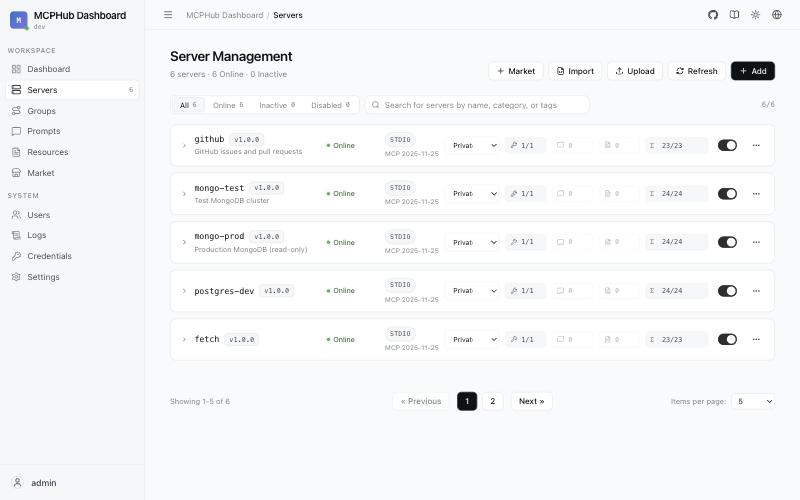 M
MCPHub Dashboard
dev
WORKSPACE
Dashboard
Servers 6
Groups
Prompts
Resources
Market
SYSTEM
Users
Logs
Credentials
Settings
admin
MCPHub Dashboard / Servers
Server Management
6 servers · 6 Online · 0 Inactive
+ Market
Import
Upload
Refresh
+ Add
All 6 Online 6 Inactive 0 Disabled 0
Search for servers by name, category, or tags
6/6
github v1.0.0
GitHub issues and pull requests
Online
STDIO
MCP 2025-11-25
Privat
1/1 0 0 Σ 23/23
mongo-test v1.0.0
Test MongoDB cluster
Online
STDIO
MCP 2025-11-25
Privat
1/1 0 0 Σ 24/24
mongo-prod v1.0.0
Production MongoDB (read-only)
Online
STDIO
MCP 2025-11-25
Privat
1/1 0 0 Σ 24/24
postgres-dev v1.0.0
Online
STDIO
MCP 2025-11-25
Privat
1/1 0 0 Σ 24/24
fetch v1.0.0
Online
STDIO
MCP 2025-11-25
Privat
1/1 0 0 Σ 23/23
Showing 1-5 of 6
« Previous 1 2 Next »
Items per page: 5